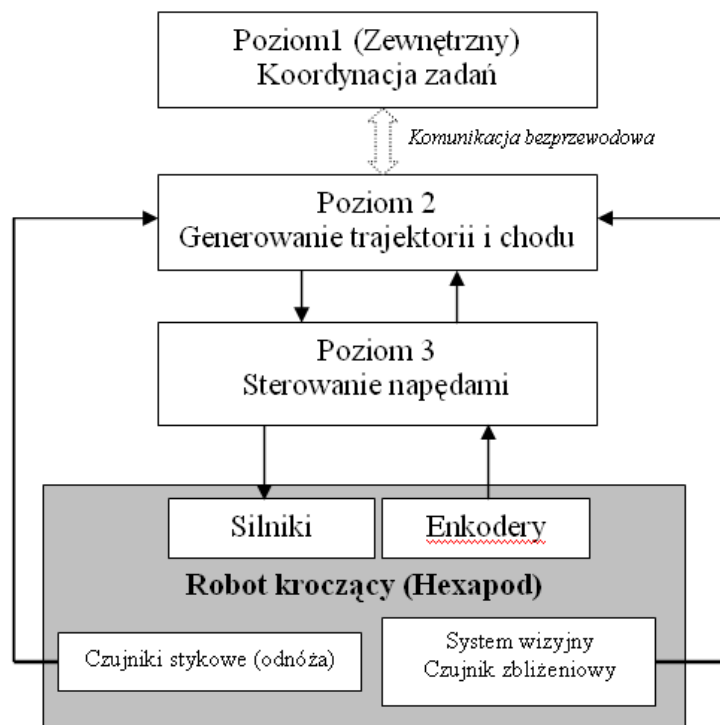 Poziom1 (Zewnętrzny)
Koordynacja zadań
Komunikacja bezprzewodowa
Poziom 2
Generowanie trajektorii i chodu
Poziom 3
Sterowanie napędami
Silniki
Enkodery
Robot kroczący (Hexapod)
Czujniki stykowe (odnóża)
System wizyjny
Czujnik zbliżeniowy